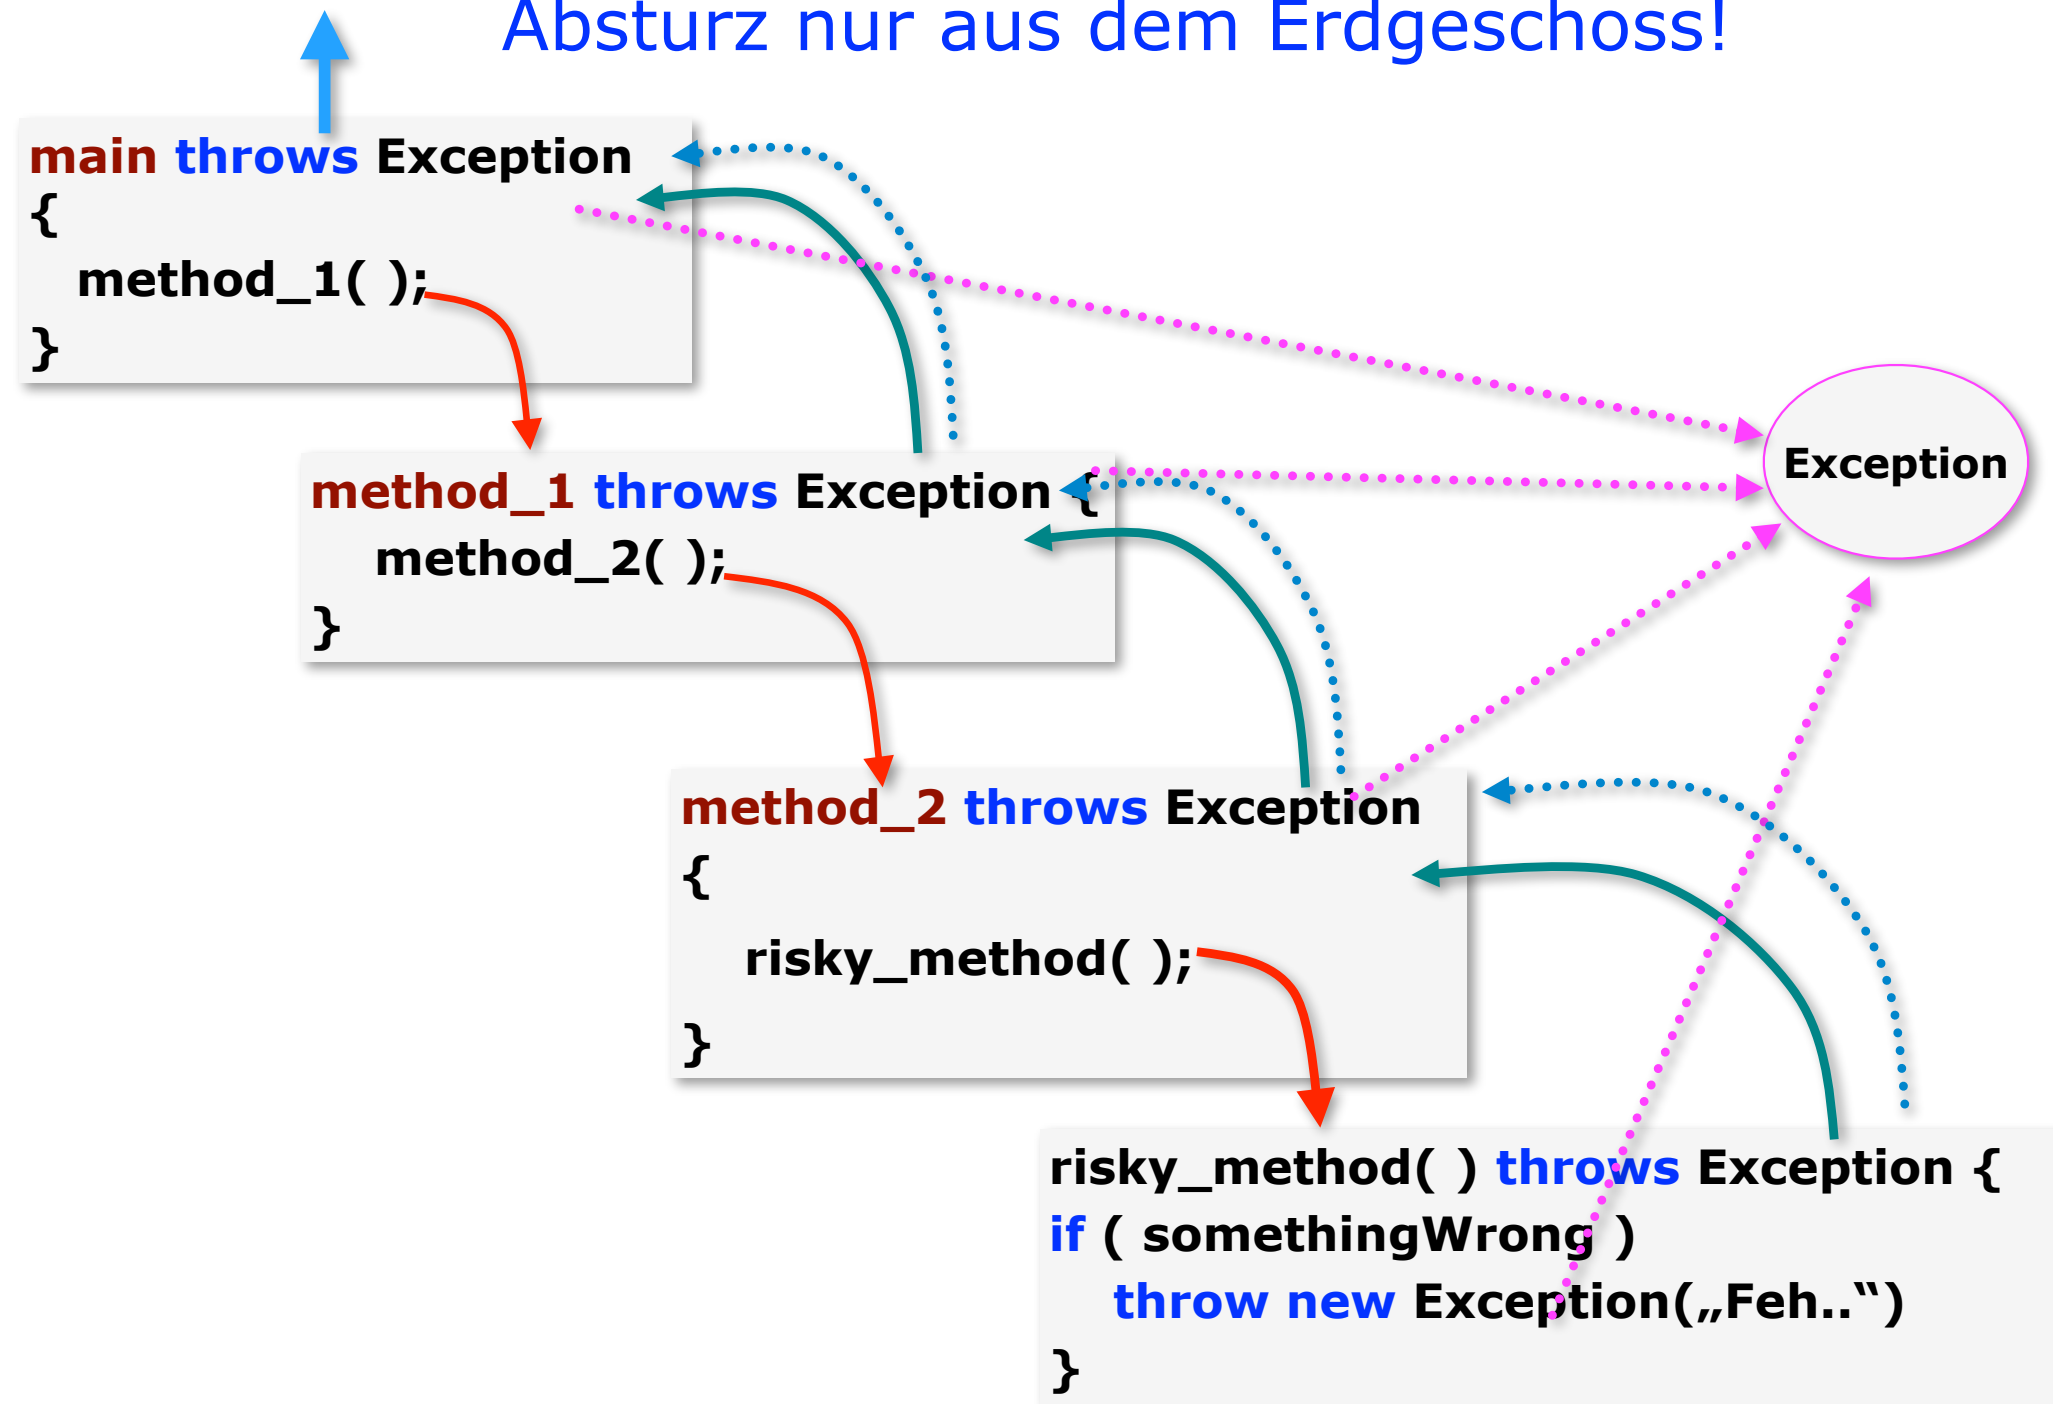 Absturz nur aus dem Erdgeschoss!
main throws Exception
{
method_1( );
}
Exception
method_1 throws Exception {
method_2( );
}
method_2 throws Exception
{
risky_method( );
}
risky_method( ) throws Exception {
if ( somethingWrong )
throw new Exception(„Feh..“)
}